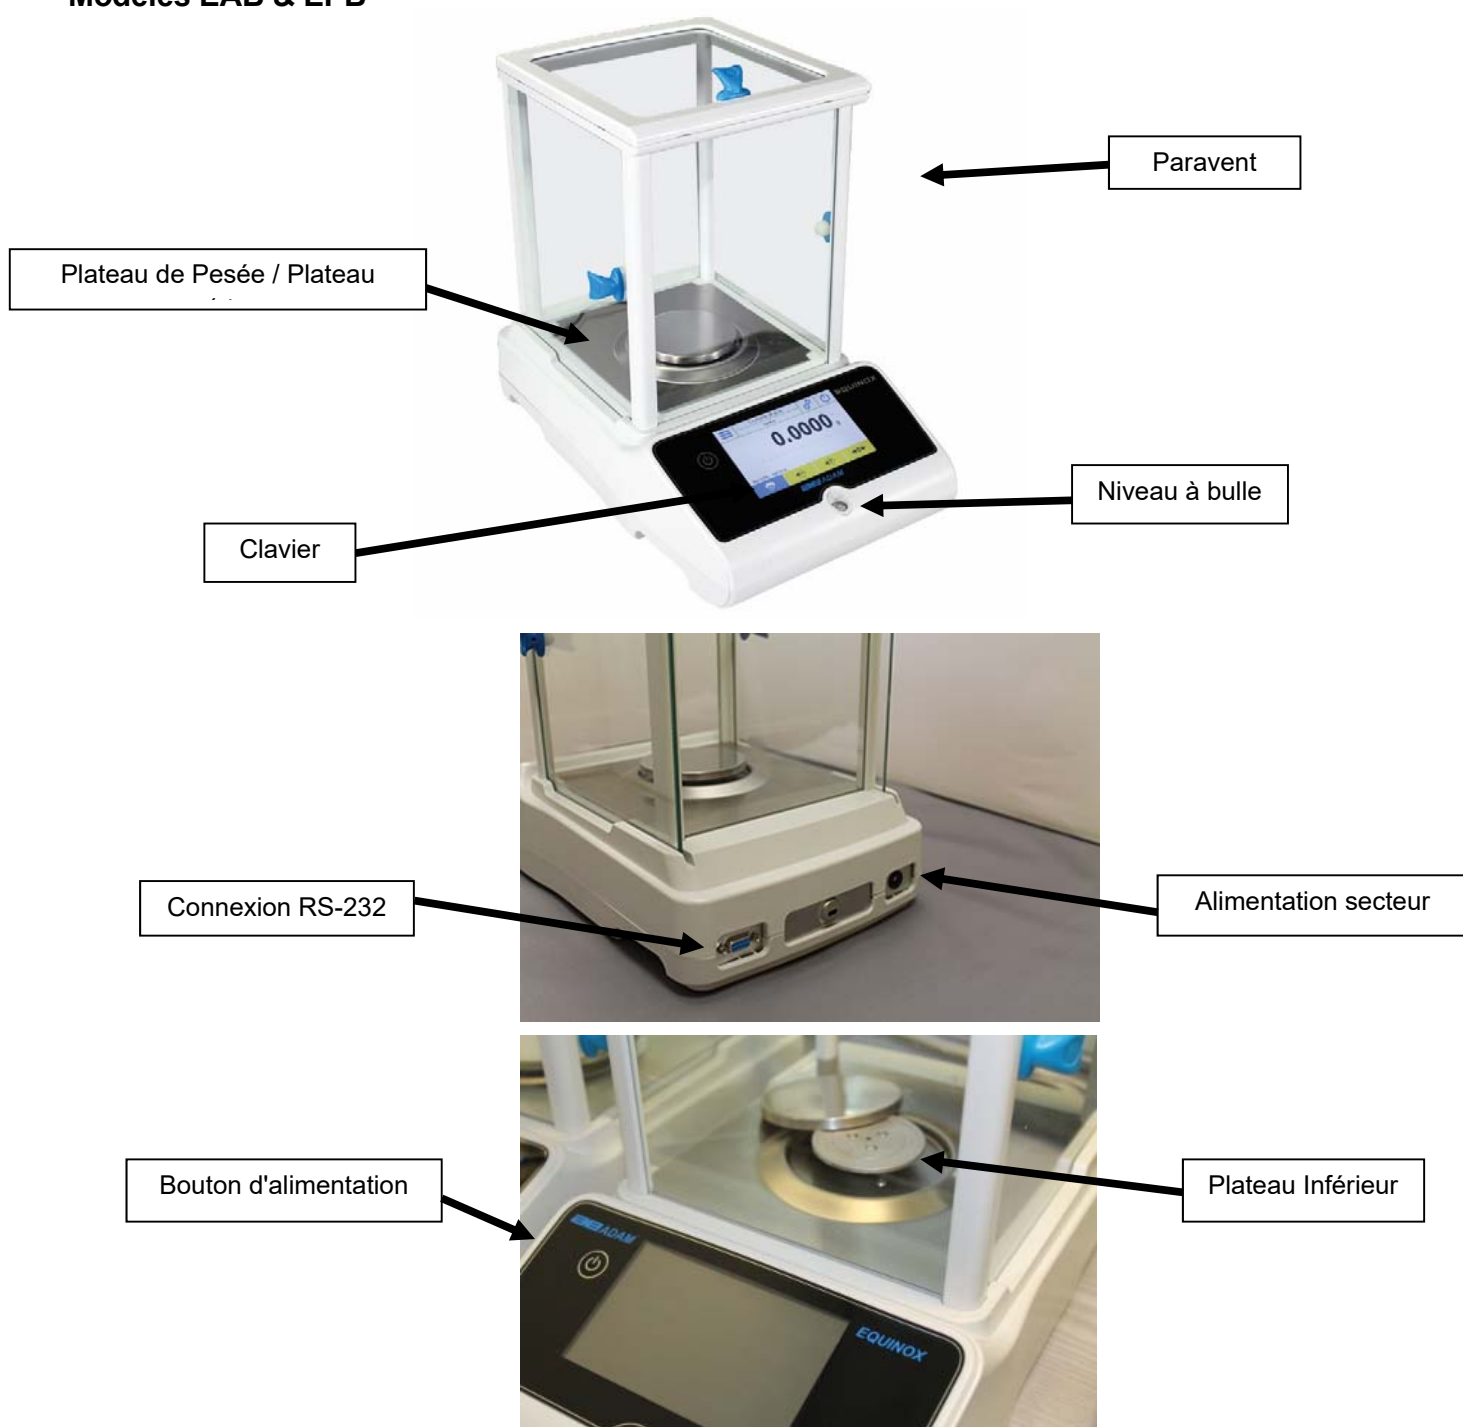 Modèles EAB & EPB
Paravent
Plateau de Pesée / Plateau
EQUINOX
0.0000
ADAM
Niveau à bulle
Clavier
Connexion RS-232
Alimentation secteur
Bouton d'alimentation
Plateau Inférieur
ADAM
EQUINOX